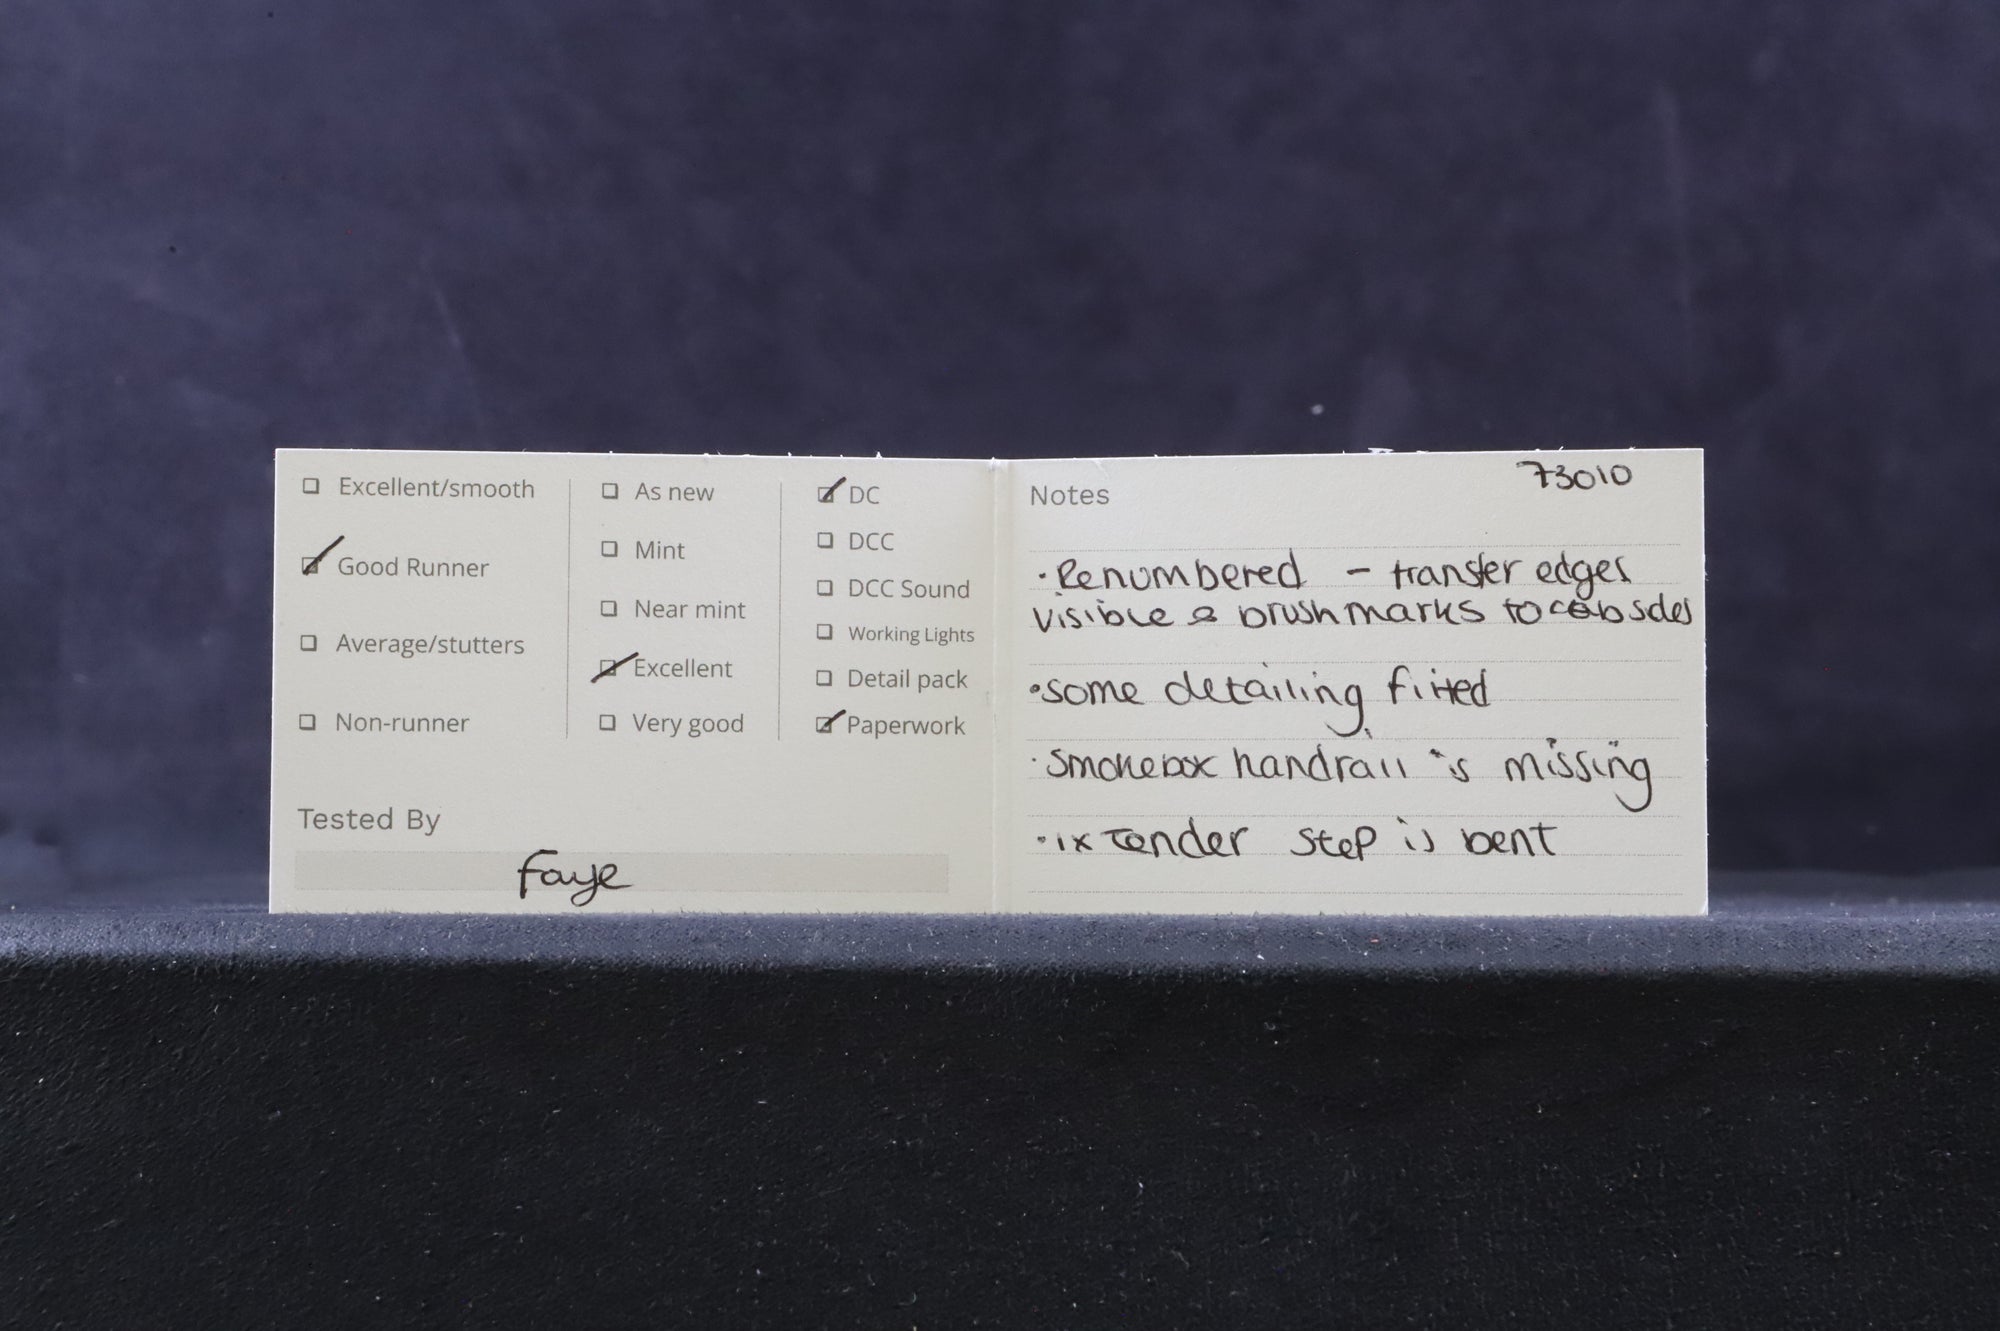 ☐ Excellent/smooth
☑ Good Runner
☐ Average/stutters
☐ Non-runner
☐ As new
☐ Mint
☐ Near mint
☑ Excellent
☐ Very good
☑ DC
☐ DCC
☐ DCC Sound
☐ Working Lights
☐ Detail pack
☑ Paperwork
Tested By
Faye
Notes
73010
·Renumbered – transfer edges
visible & brushmarks to cabsides
·some detailing fitted
·Smokebox handrail is missing
·1x Tender step is bent